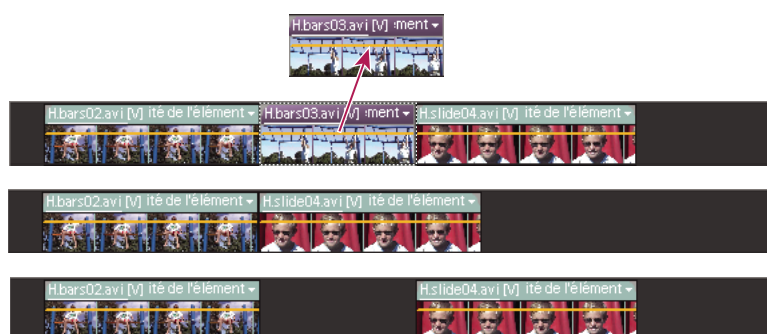 H.bars03.avi [V] :ment
H.bars02.avi [V] ité de l'élément H.bars03.avi [V] :ment H.slide04.avi [V] ité de l'élément
H.bars02.avi [V] ité de l'élément H.slide04.avi [V] ité de l'élément
H.bars02.avi [V] ité de l'élément H.slide04.avi [V] ité de l'élément